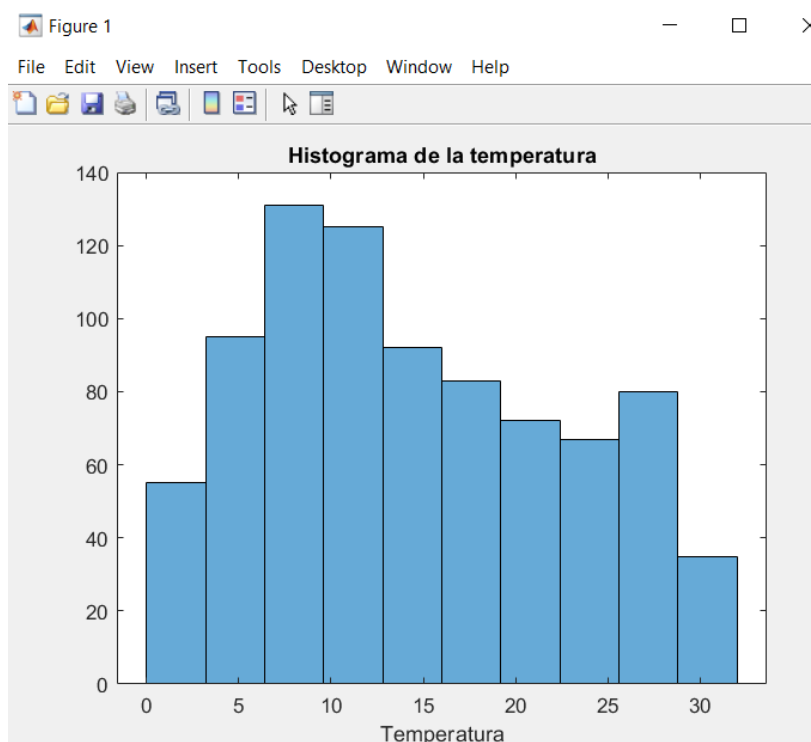 Figure 1
File Edit View Insert Tools Desktop Window Help
Histograma de la temperatura
140
120
100
80
60
40
20
0
0 5 10 15 20 25 30
Temperatura